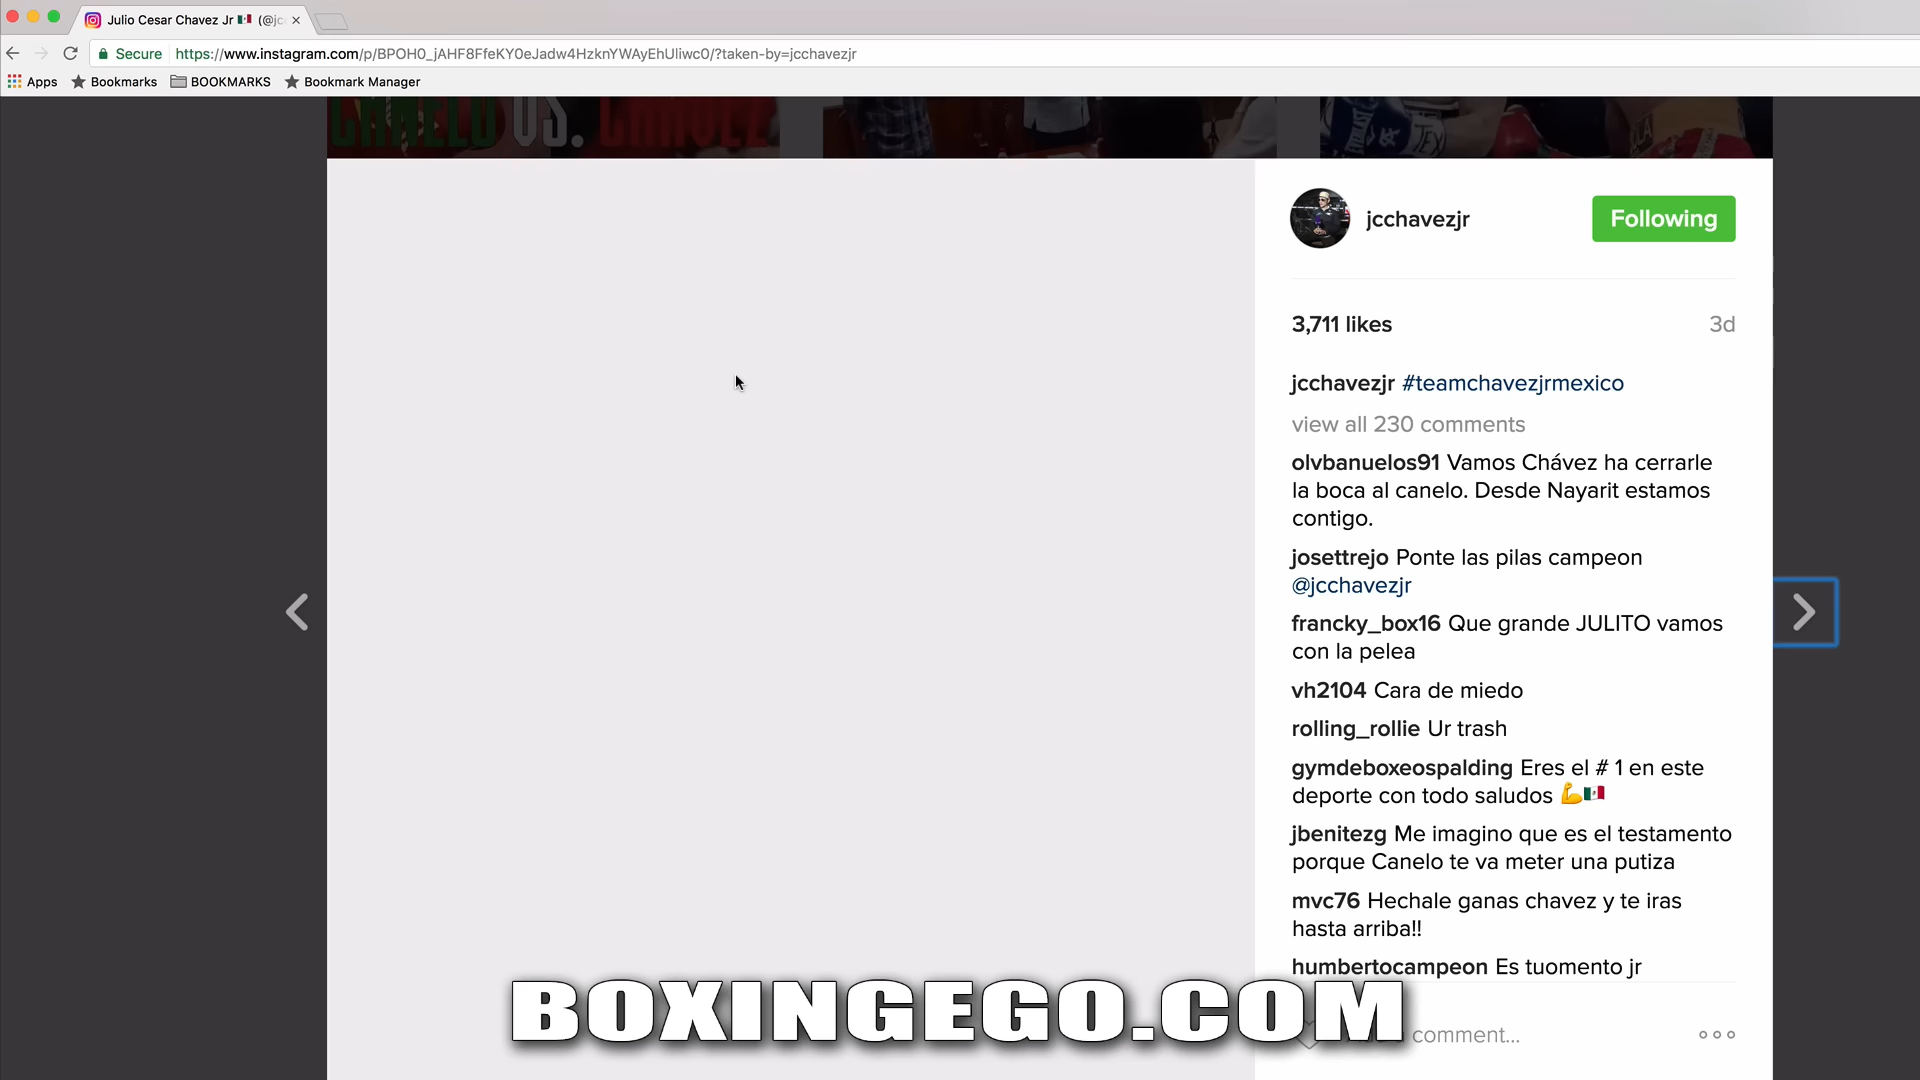 Julio Cesar Chavez Jr 🇲🇽 (@jc
Secure https://www.instagram.com/p/BPOH0_jAHF8FfeKY0eJadw4HzknYWAyEhUliwc0/?taken-by=jcchavezjr
Apps Bookmarks BOOKMARKS Bookmark Manager
CANELO VS. CHAVEZ
jcchavezjr
Following
3,711 likes 3d
jcchavezjr #teamchavezjrmexico
view all 230 comments
olvbanuelos91 Vamos Chávez ha cerrarle
la boca al canelo. Desde Nayarit estamos
contigo.
josettrejo Ponte las pilas campeon
@jcchavezjr
francky_box16 Que grande JULITO vamos
con la pelea
vh2104 Cara de miedo
rolling_rollie Ur trash
gymdeboxeospalding Eres el # 1 en este
deporte con todo saludos 💪🇲🇽
jbenitezg Me imagino que es el testamento
porque Canelo te va meter una putiza
mvc76 Hechale ganas chavez y te iras
hasta arriba!!
humbertocampeon Es tuomento jr
comment...
BOXINGEGO.COM